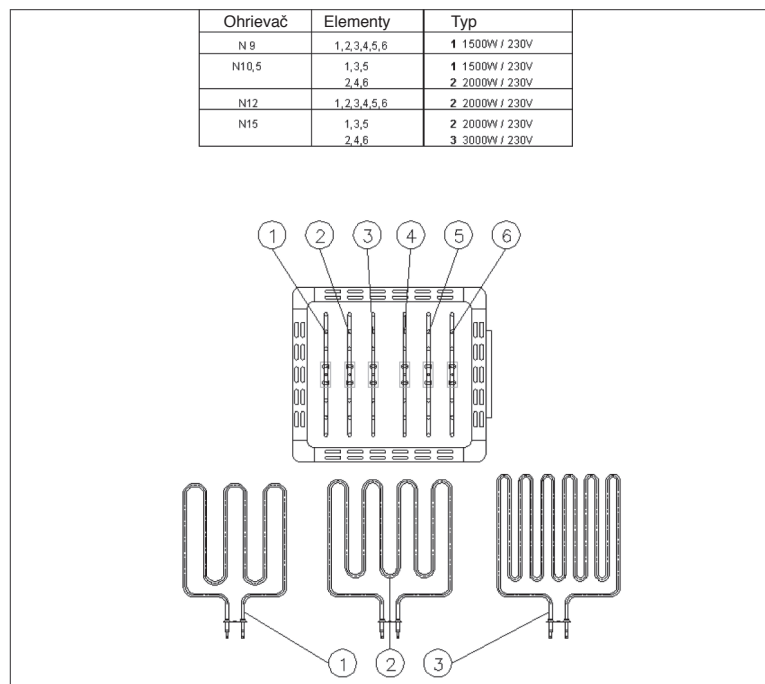 Ohrievač Elementy Typ
N 9 1,2,3,4,5,6 1 1500W / 230V
N10,5 1,3,5 1 1500W / 230V
2,4,6 2 2000W / 230V
N12 1,2,3,4,5,6 2 2000W / 230V
N15 1,3,5 2 2000W / 230V
2,4,6 3 3000W / 230V
1 2 3 4 5 6
1 2 3